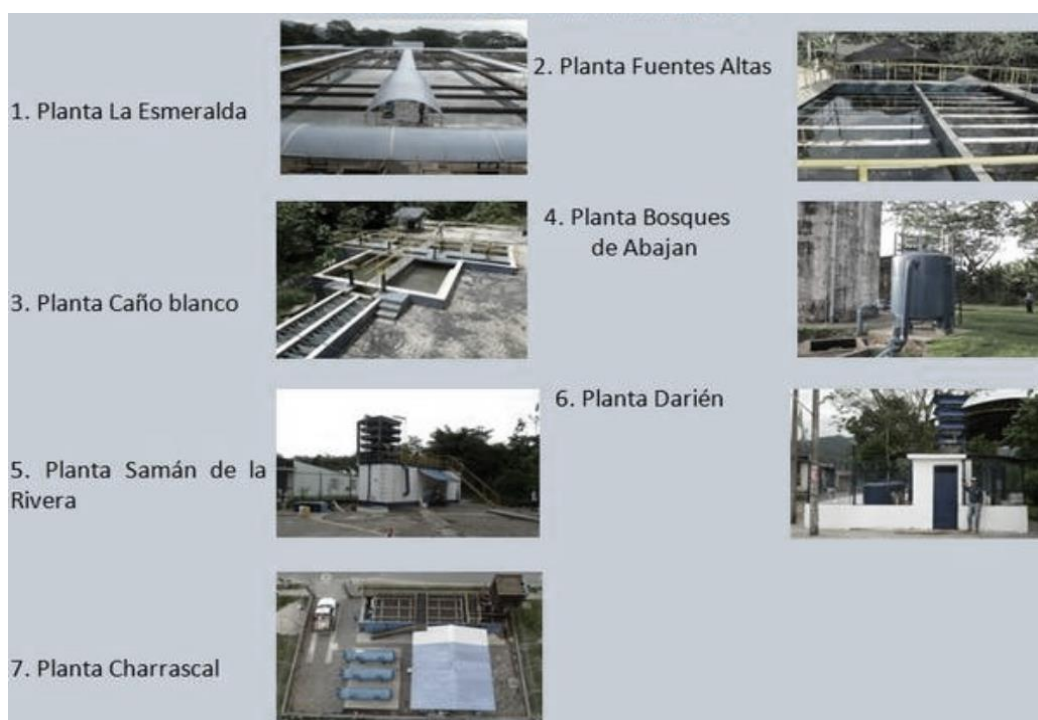 1. Planta La Esmeralda
2. Planta Fuentes Altas
3. Planta Caño blanco
4. Planta Bosques
de Abajan
5. Planta Samán de la
Rivera
6. Planta Darién
7. Planta Charrascal